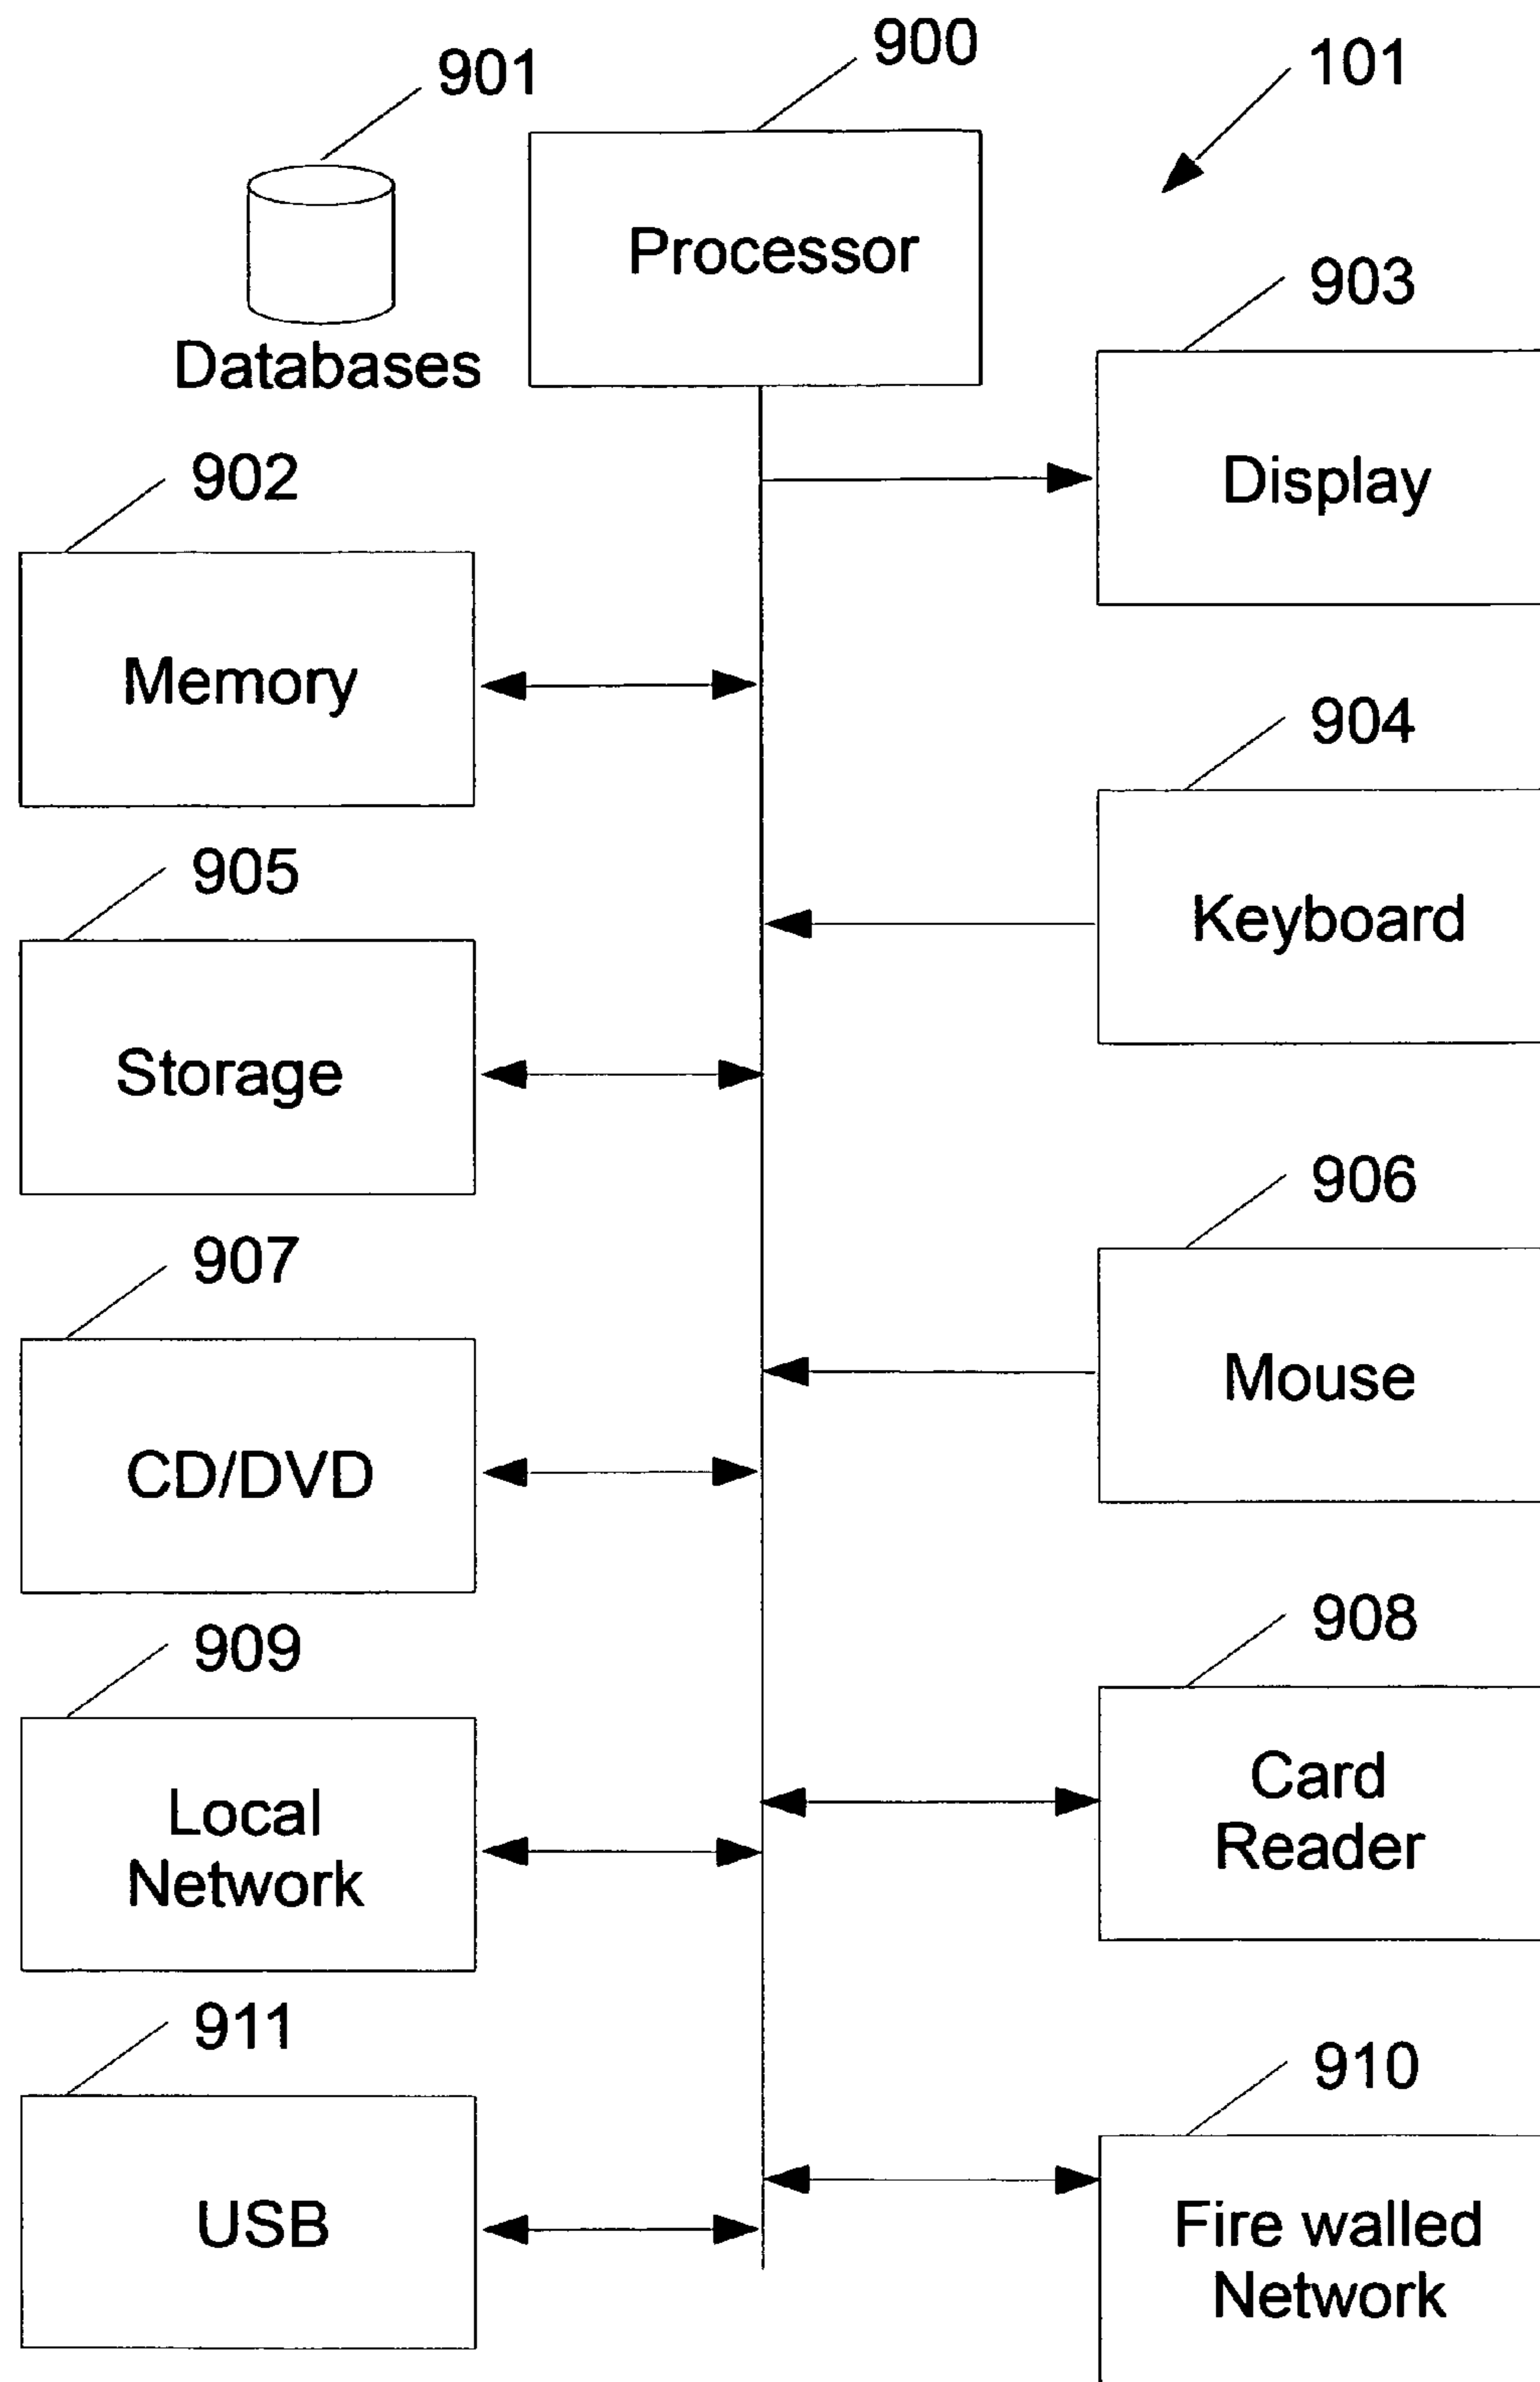 901
900
101
Processor
Databases
903
Display
902
Memory
904
Keyboard
905
Storage
906
Mouse
907
CD/DVD
908
Card
Reader
909
Local
Network
911
USB
910
Fire walled
Network